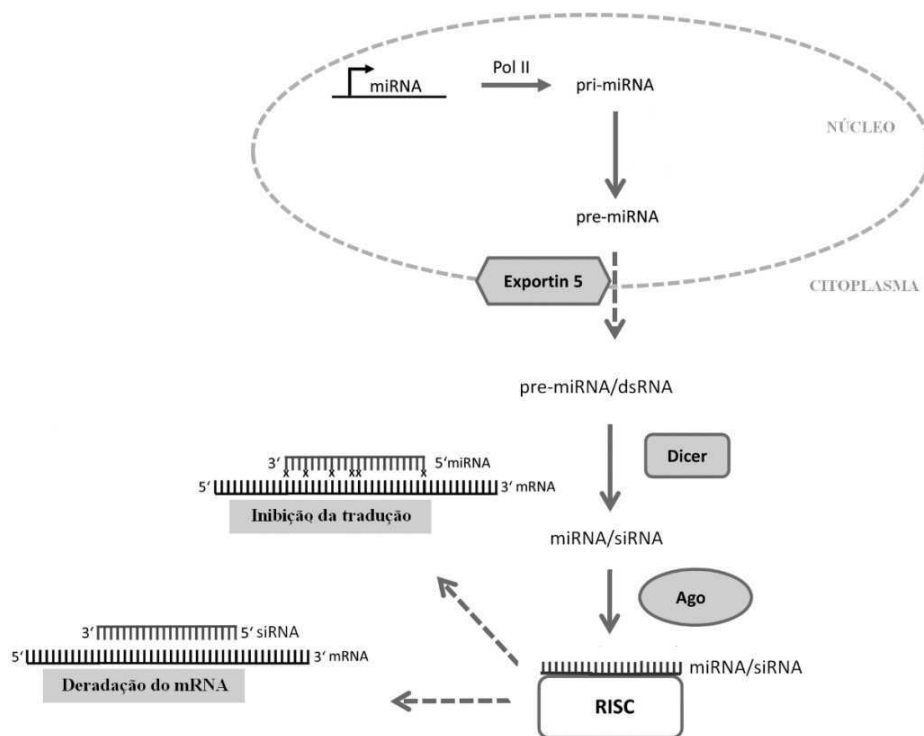 Pol II
miRNA
pri-miRNA
NÚCLEO
pre-miRNA
Exportin 5
CITOPLASMA
pre-miRNA/dsRNA
Dicer
3‘ 5‘miRNA
5‘ 3‘ mRNA
Inibição da tradução
miRNA/siRNA
Ago
3‘ 5‘ siRNA
5‘ 3‘ mRNA
Deradação do mRNA
miRNA/siRNA
RISC